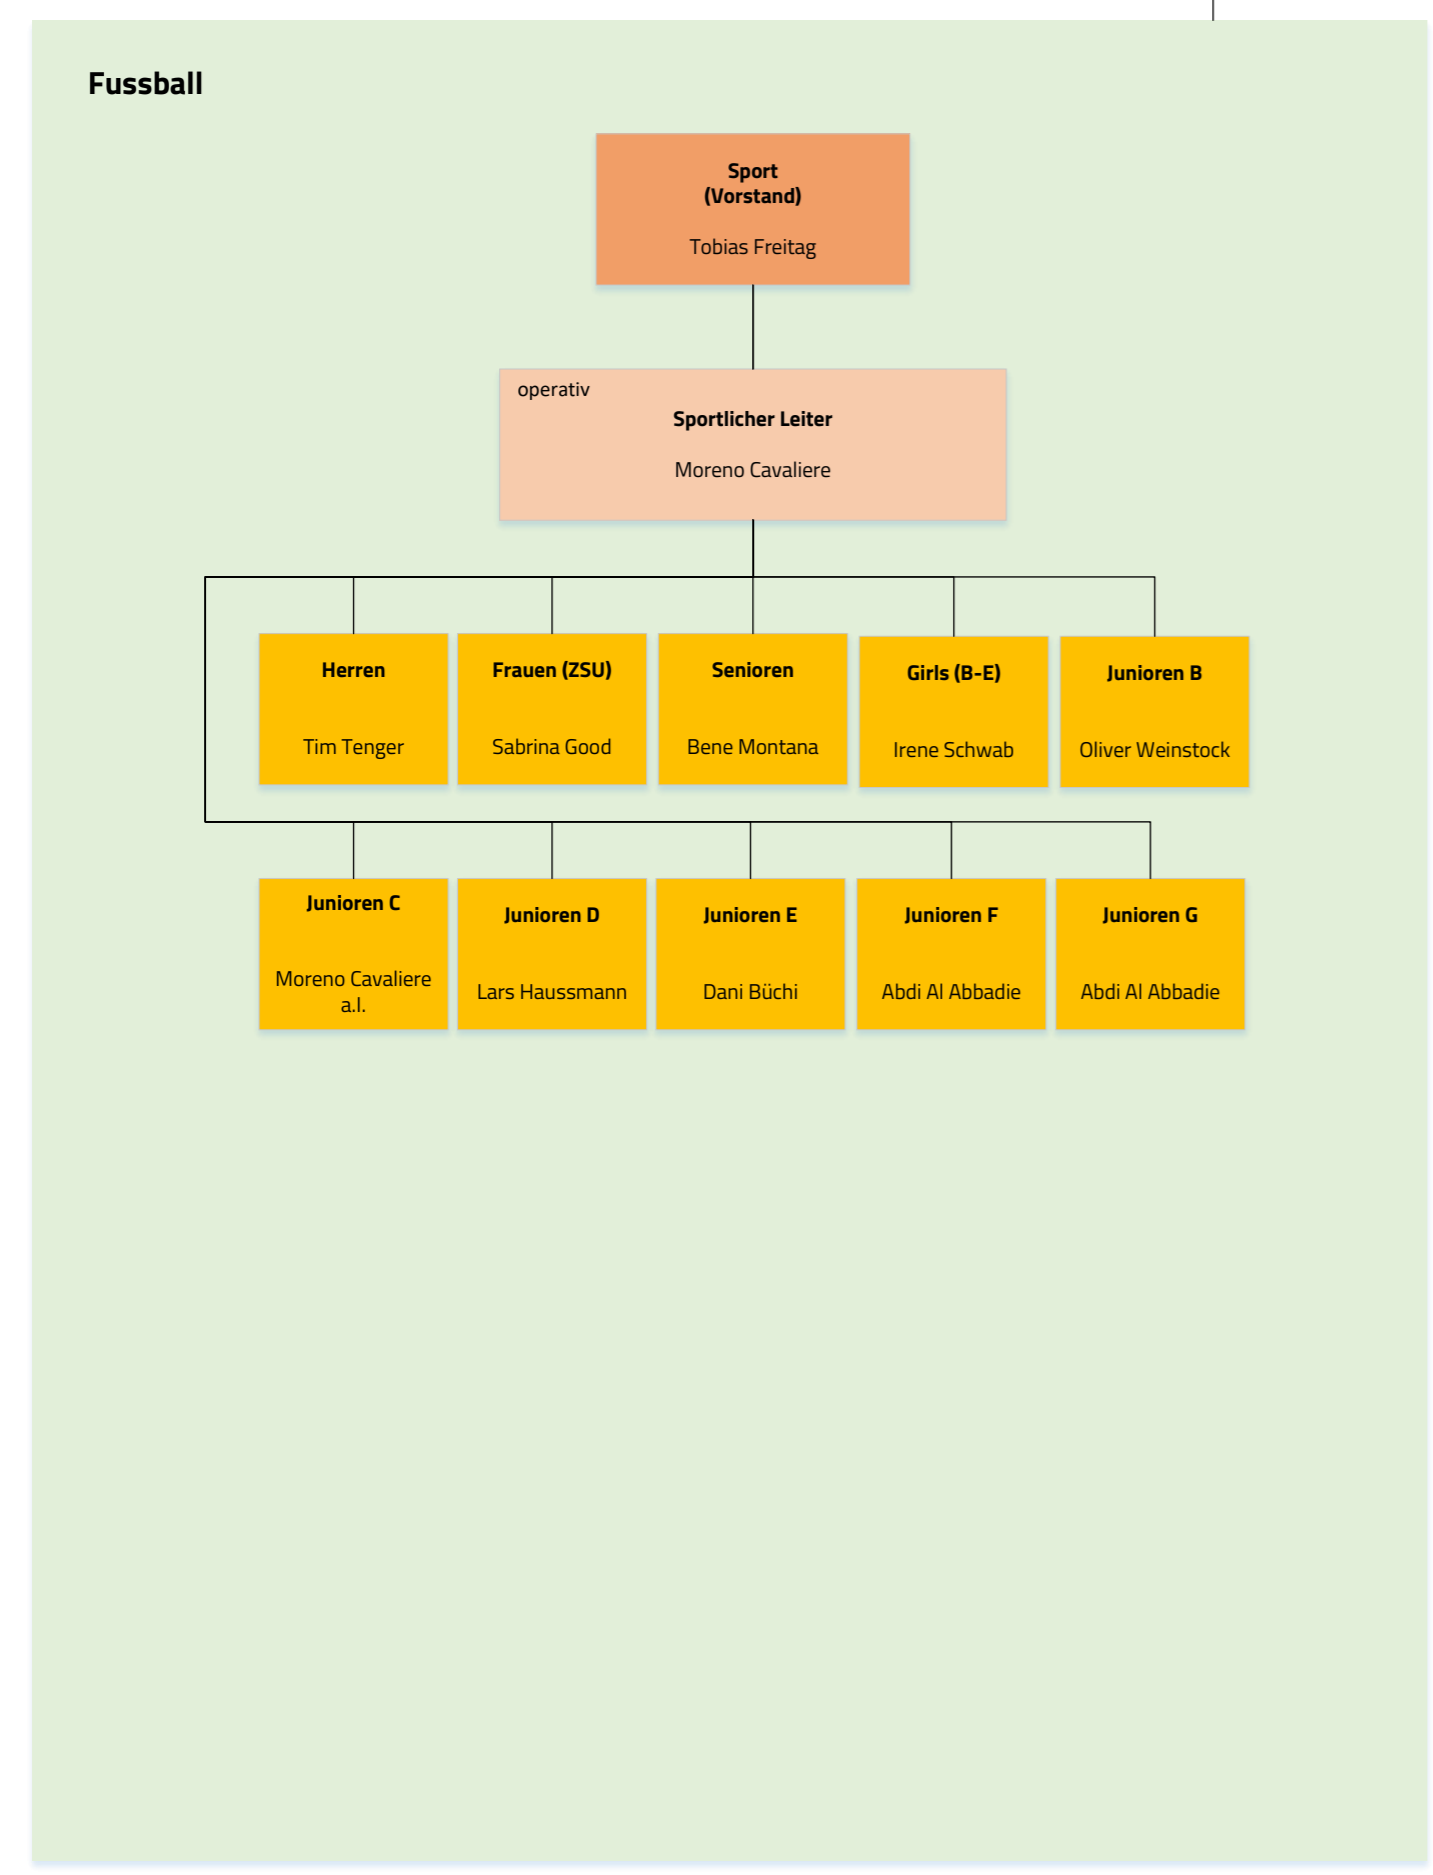 Fussball
Sport
(Vorstand)
Tobias Freitag
operativ
Sportlicher Leiter
Moreno Cavaliere
Herren
Tim Tenger
Frauen (ZSU)
Sabrina Good
Senioren
Bene Montana
Girls (B-E)
Irene Schwab
Junioren B
Oliver Weinstock
Junioren C
Moreno Cavaliere
a.I.
Junioren D
Lars Haussmann
Junioren E
Dani Büchi
Junioren F
Abdi Al Abbadie
Junioren G
Abdi Al Abbadie